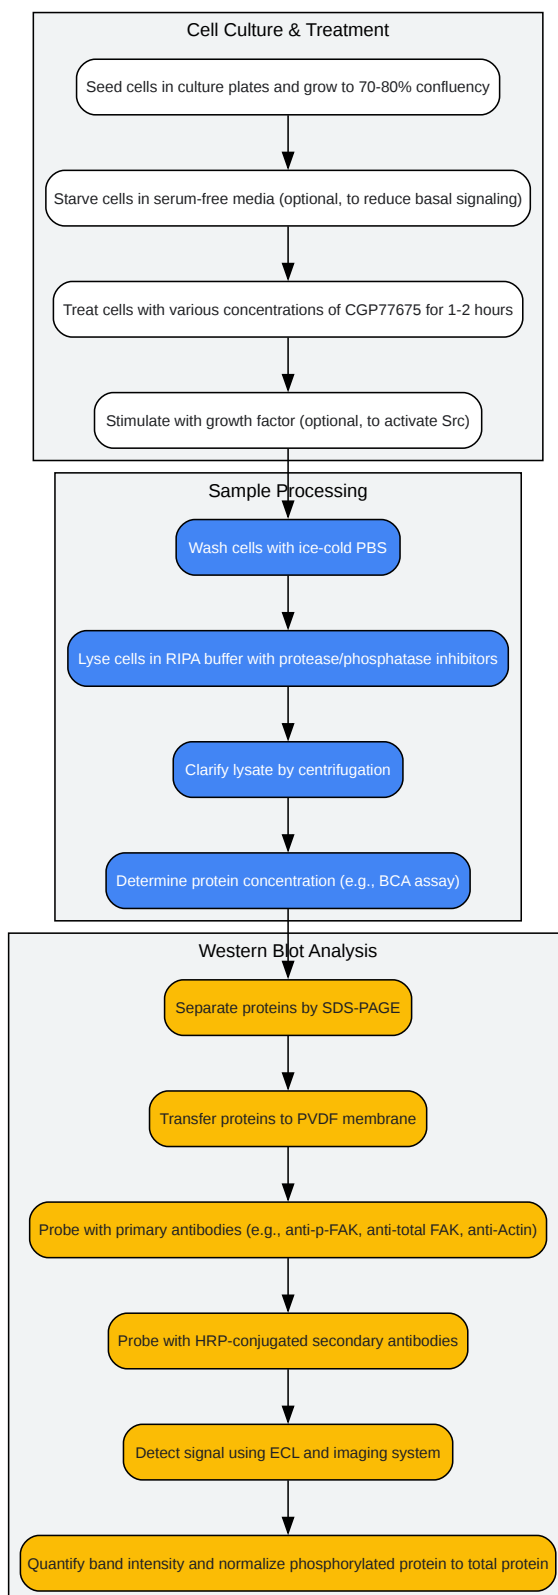 Cell Culture & Treatment
Seed cells in culture plates and grow to 70-80% confluency
Starve cells in serum-free media (optional, to reduce basal signaling)
Treat cells with various concentrations of CGP77675 for 1-2 hours
Stimulate with growth factor (optional, to activate Src)
Sample Processing
Wash cells with ice-cold PBS
Lyse cells in RIPA buffer with protease/phosphatase inhibitors
Clarify lysate by centrifugation
Determine protein concentration (e.g., BCA assay)
Western Blot Analysis
Separate proteins by SDS-PAGE
Transfer proteins to PVDF membrane
Probe with primary antibodies (e.g., anti-p-FAK, anti-total FAK, anti-Actin)
Probe with HRP-conjugated secondary antibodies
Detect signal using ECL and imaging system
Quantify band intensity and normalize phosphorylated protein to total protein